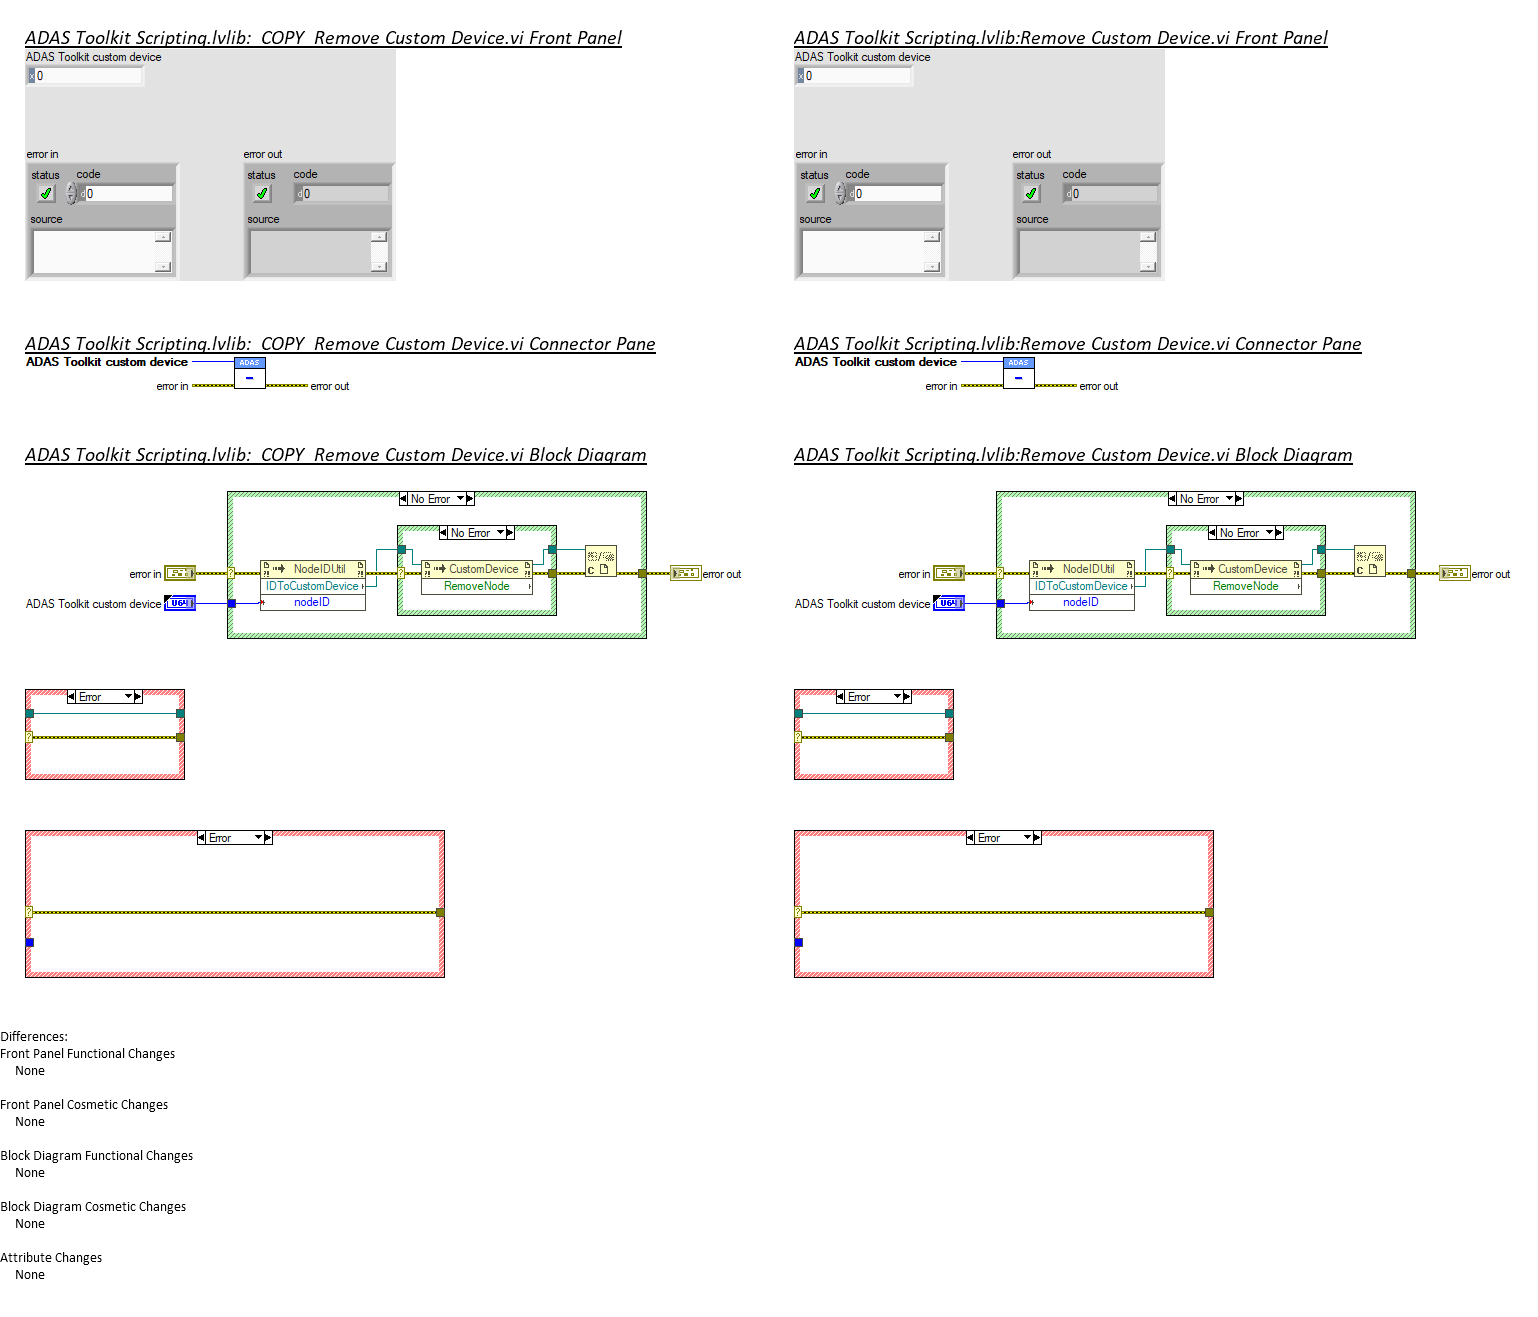 ADAS Toolkit Scripting.lvlib:  COPY  Remove Custom Device.vi Front Panel
ADAS Toolkit custom device
x 0
error in
status code
d 0
source
error out
status code
d 0
source
ADAS Toolkit Scripting.lvlib:Remove Custom Device.vi Front Panel
ADAS Toolkit custom device
x 0
error in
status code
d 0
source
error out
status code
d 0
source
ADAS Toolkit Scripting.lvlib:  COPY  Remove Custom Device.vi Connector Pane
ADAS Toolkit custom device
ADAS
error in
error out
ADAS Toolkit Scripting.lvlib:Remove Custom Device.vi Connector Pane
ADAS Toolkit custom device
ADAS
error in
error out
ADAS Toolkit Scripting.lvlib:  COPY  Remove Custom Device.vi Block Diagram
No Error
No Error
error in
? NodeIDUtil
IDToCustomDevice
nodeID
? CustomDevice
RemoveNode
C
error out
ADAS Toolkit custom device
U64
Error
?
Error
?
ADAS Toolkit Scripting.lvlib:Remove Custom Device.vi Block Diagram
No Error
No Error
error in
? NodeIDUtil
IDToCustomDevice
nodeID
? CustomDevice
RemoveNode
C
error out
ADAS Toolkit custom device
U64
Error
?
Error
?
Differences:
Front Panel Functional Changes
None
Front Panel Cosmetic Changes
None
Block Diagram Functional Changes
None
Block Diagram Cosmetic Changes
None
Attribute Changes
None